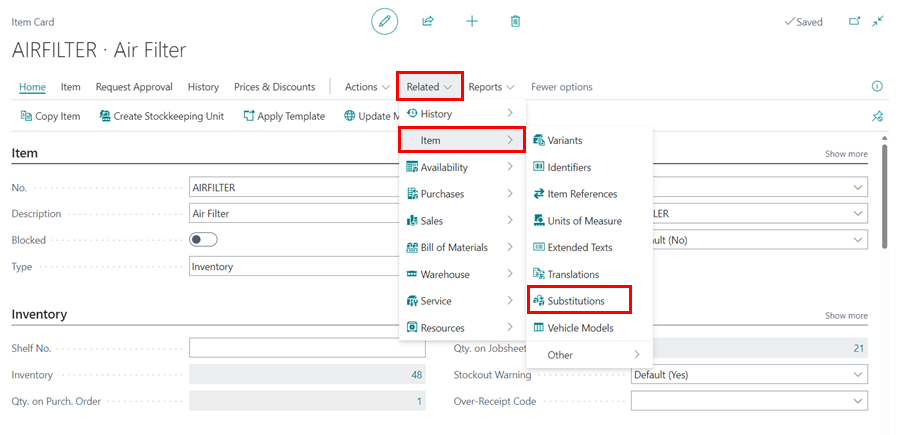 Item Card
Saved
AIRFILTER · Air Filter
Home Item Request Approval History Prices & Discounts Actions Related Reports Fewer options
Copy Item Create Stockkeeping Unit Apply Template Update M
History
Item
Availability
Purchases
Sales
Bill of Materials
Warehouse
Service
Resources
Variants
Identifiers
Item References
Units of Measure
Extended Texts
Translations
Substitutions
Vehicle Models
Other
Item Show more
No. AIRFILTER
Description Air Filter LER
Blocked ult (No)
Type Inventory
Inventory Show more
Shelf No. Qty. on Jobsheet 21
Inventory 48 Stockout Warning Default (Yes)
Qty. on Purch. Order 1 Over-Receipt Code